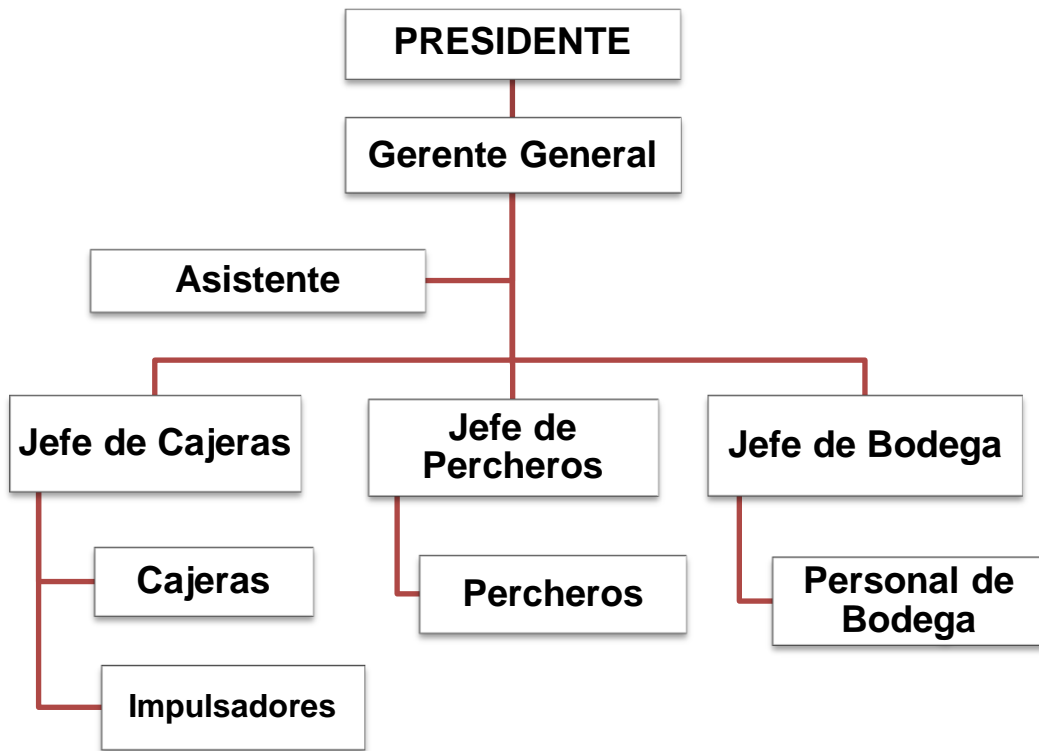 PRESIDENTE
Gerente General
Asistente
Jefe de Cajeras
Jefe de
Percheros
Jefe de Bodega
Cajeras
Percheros
Personal de
Bodega
Impulsadores